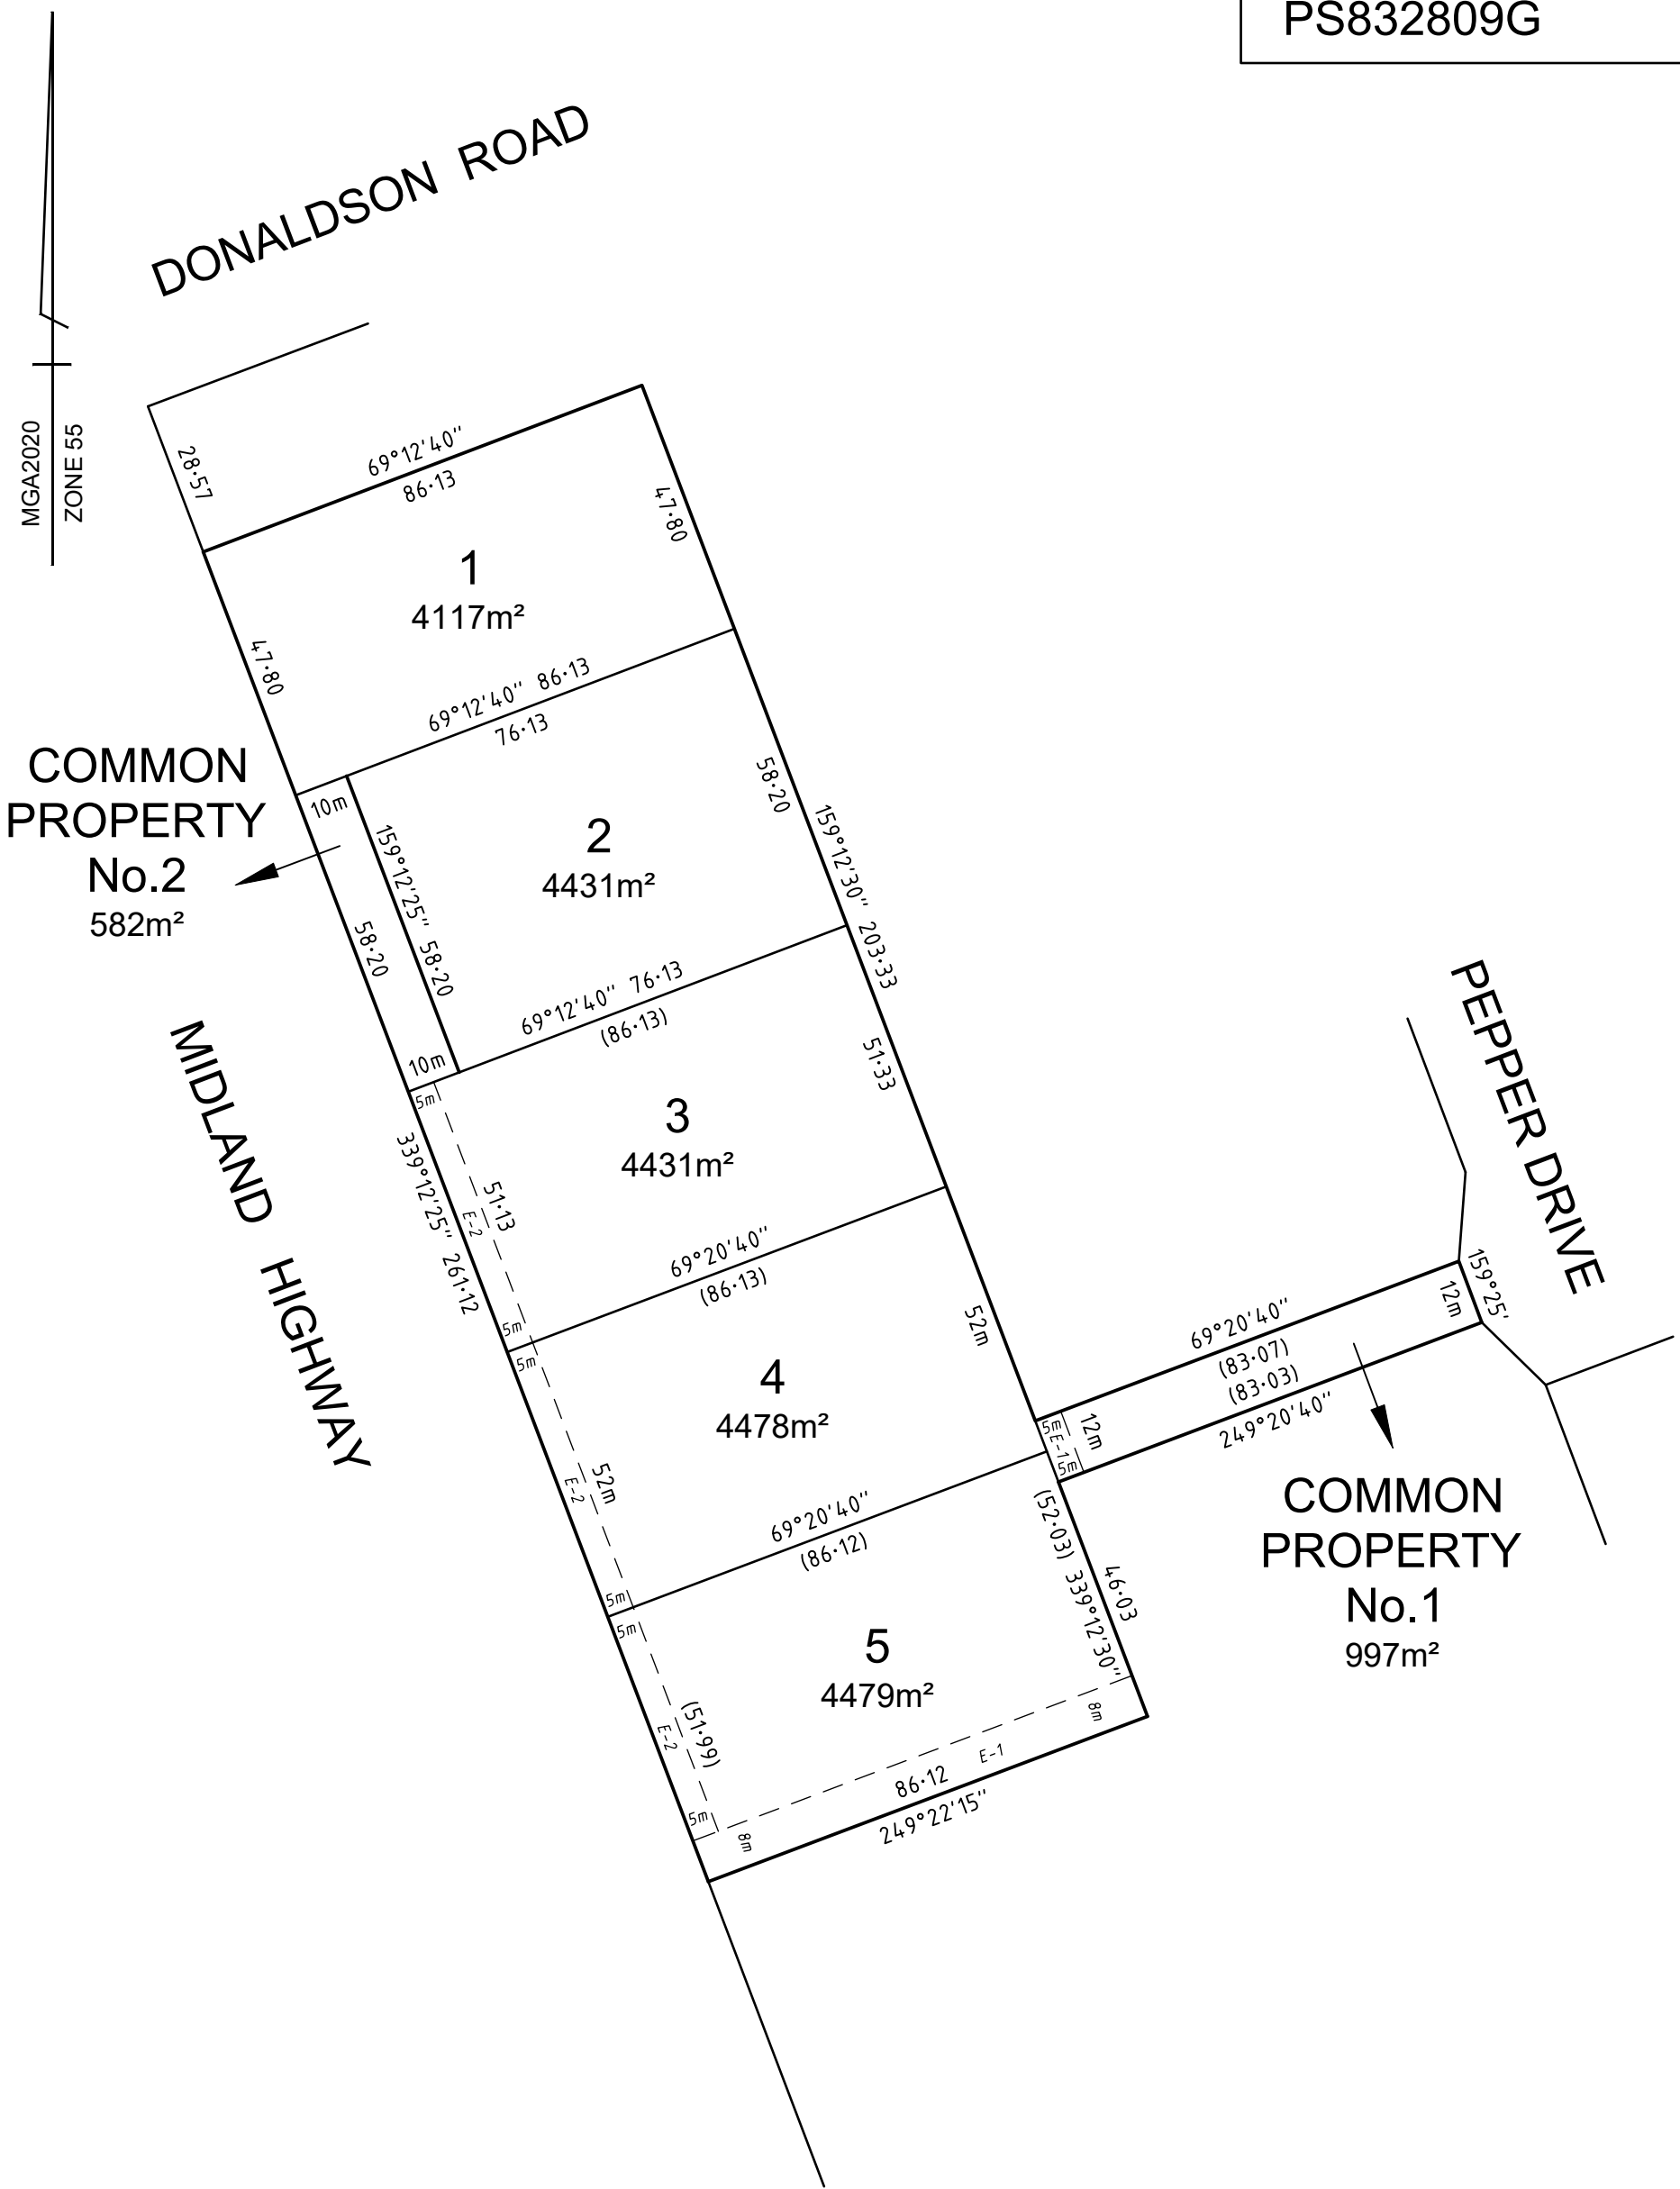 PS832809G
DONALDSON ROAD
MGA2020
ZONE 55
28·57
69°12'40''
86·13
47·80
1
4117m²
47·80
69°12'40'' 86·13
76·13
COMMON
PROPERTY
No.2
582m²
10m
159°12'25'' 58·20
58·20
2
4431m²
58·20
159°12'30'' 203·33
69°12'40'' 76·13
(86·13)
10m
5m
MIDLAND HIGHWAY
339°12'25'' 261·12
51·13
E-2
3
4431m²
51·33
69°20'40''
(86·13)
5m
5m
4
4478m²
52m
52m
E-2
PEPPER DRIVE
159°25'
12m
69°20'40''
(83·07)
(83·03)
249°20'40''
5m
E-1
5m
12m
COMMON
PROPERTY
No.1
997m²
69°20'40''
(86·12)
5m
5m
(52·03) 339°12'30''
46·03
5
4479m²
(51·99)
E-2
5m
8m
8m
E-1
86·12
249°22'15''